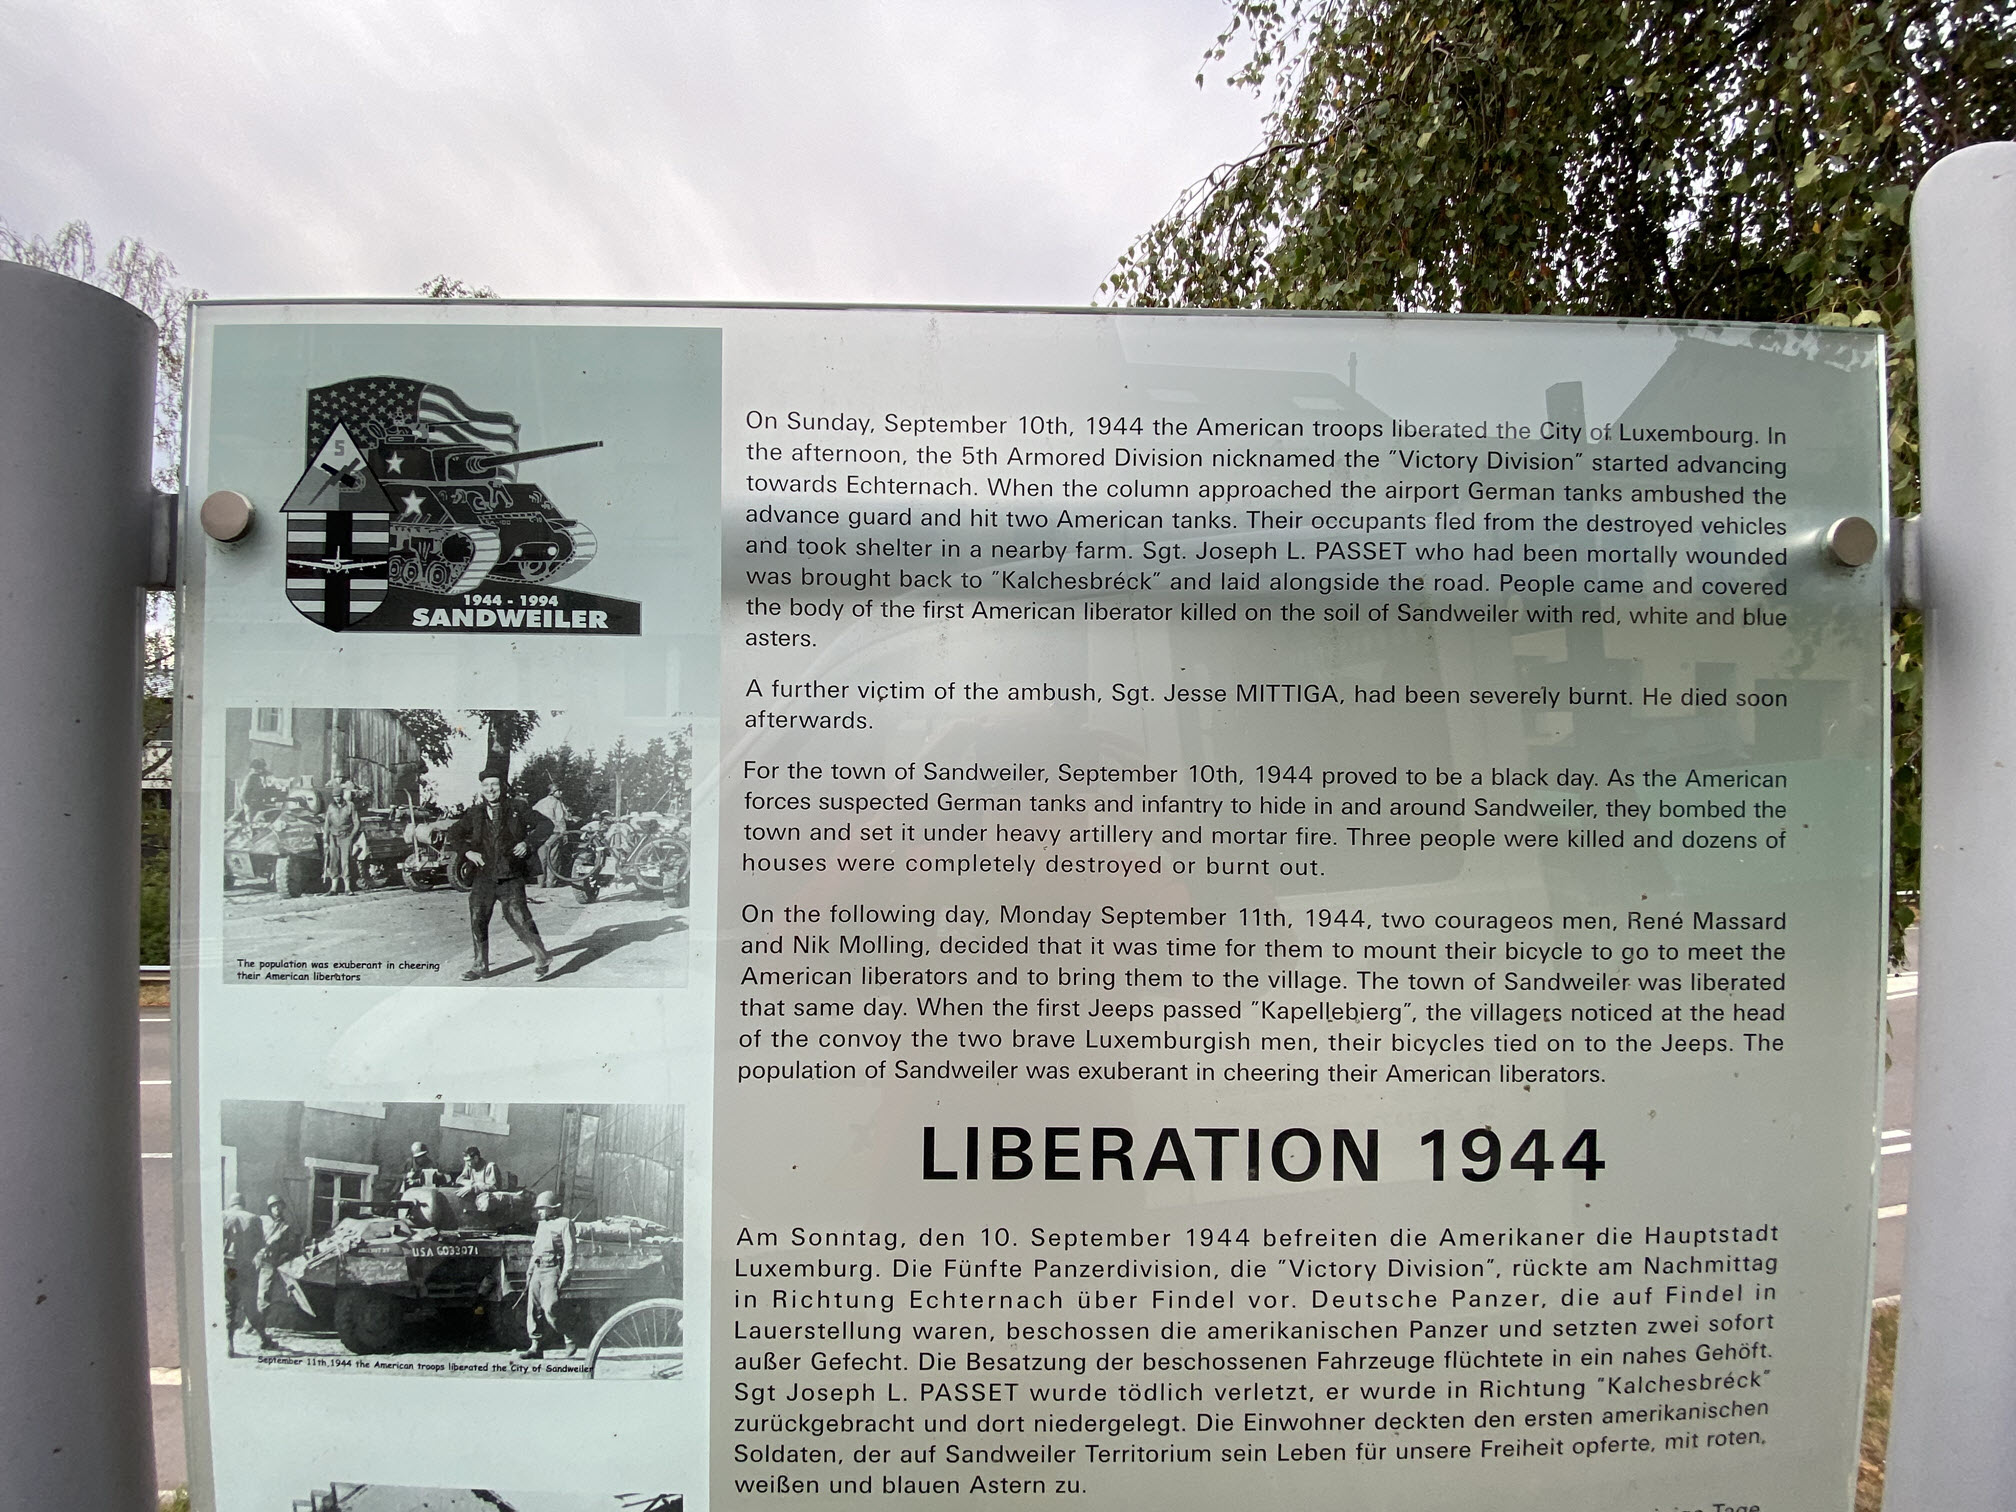 5
1944 - 1994
SANDWEILER
The population was exuberant in cheering
their American liberators
USA 6033071
September 11th,1944 the American troops liberated the City of Sandweiler
On Sunday, September 10th, 1944 the American troops liberated the City of Luxembourg. In
the afternoon, the 5th Armored Division nicknamed the "Victory Division" started advancing
towards Echternach. When the column approached the airport German tanks ambushed the
advance guard and hit two American tanks. Their occupants fled from the destroyed vehicles
and took shelter in a nearby farm. Sgt. Joseph L. PASSET who had been mortally wounded
was brought back to "Kalchesbréck" and laid alongside the road. People came and covered
the body of the first American liberator killed on the soil of Sandweiler with red, white and blue
asters.
A further victim of the ambush, Sgt. Jesse MITTIGA, had been severely burnt. He died soon
afterwards.
For the town of Sandweiler, September 10th, 1944 proved to be a black day. As the American
forces suspected German tanks and infantry to hide in and around Sandweiler, they bombed the
town and set it under heavy artillery and mortar fire. Three people were killed and dozens of
houses were completely destroyed or burnt out.
On the following day, Monday September 11th, 1944, two courageos men, René Massard
and Nik Molling, decided that it was time for them to mount their bicycle to go to meet the
American liberators and to bring them to the village. The town of Sandweiler was liberated
that same day. When the first Jeeps passed "Kapellebierg", the villagers noticed at the head
of the convoy the two brave Luxemburgish men, their bicycles tied on to the Jeeps. The
population of Sandweiler was exuberant in cheering their American liberators.
LIBERATION 1944
Am Sonntag, den 10. September 1944 befreiten die Amerikaner die Hauptstadt
Luxemburg. Die Fünfte Panzerdivision, die "Victory Division", rückte am Nachmittag
in Richtung Echternach über Findel vor. Deutsche Panzer, die auf Findel in
Lauerstellung waren, beschossen die amerikanischen Panzer und setzten zwei sofort
außer Gefecht. Die Besatzung der beschossenen Fahrzeuge flüchtete in ein nahes Gehöft.
Sgt Joseph L. PASSET wurde tödlich verletzt, er wurde in Richtung "Kalchesbréck"
zurückgebracht und dort niedergelegt. Die Einwohner deckten den ersten amerikanischen
Soldaten, der auf Sandweiler Territorium sein Leben für unsere Freiheit opferte, mit roten,
weißen und blauen Astern zu.
Tage